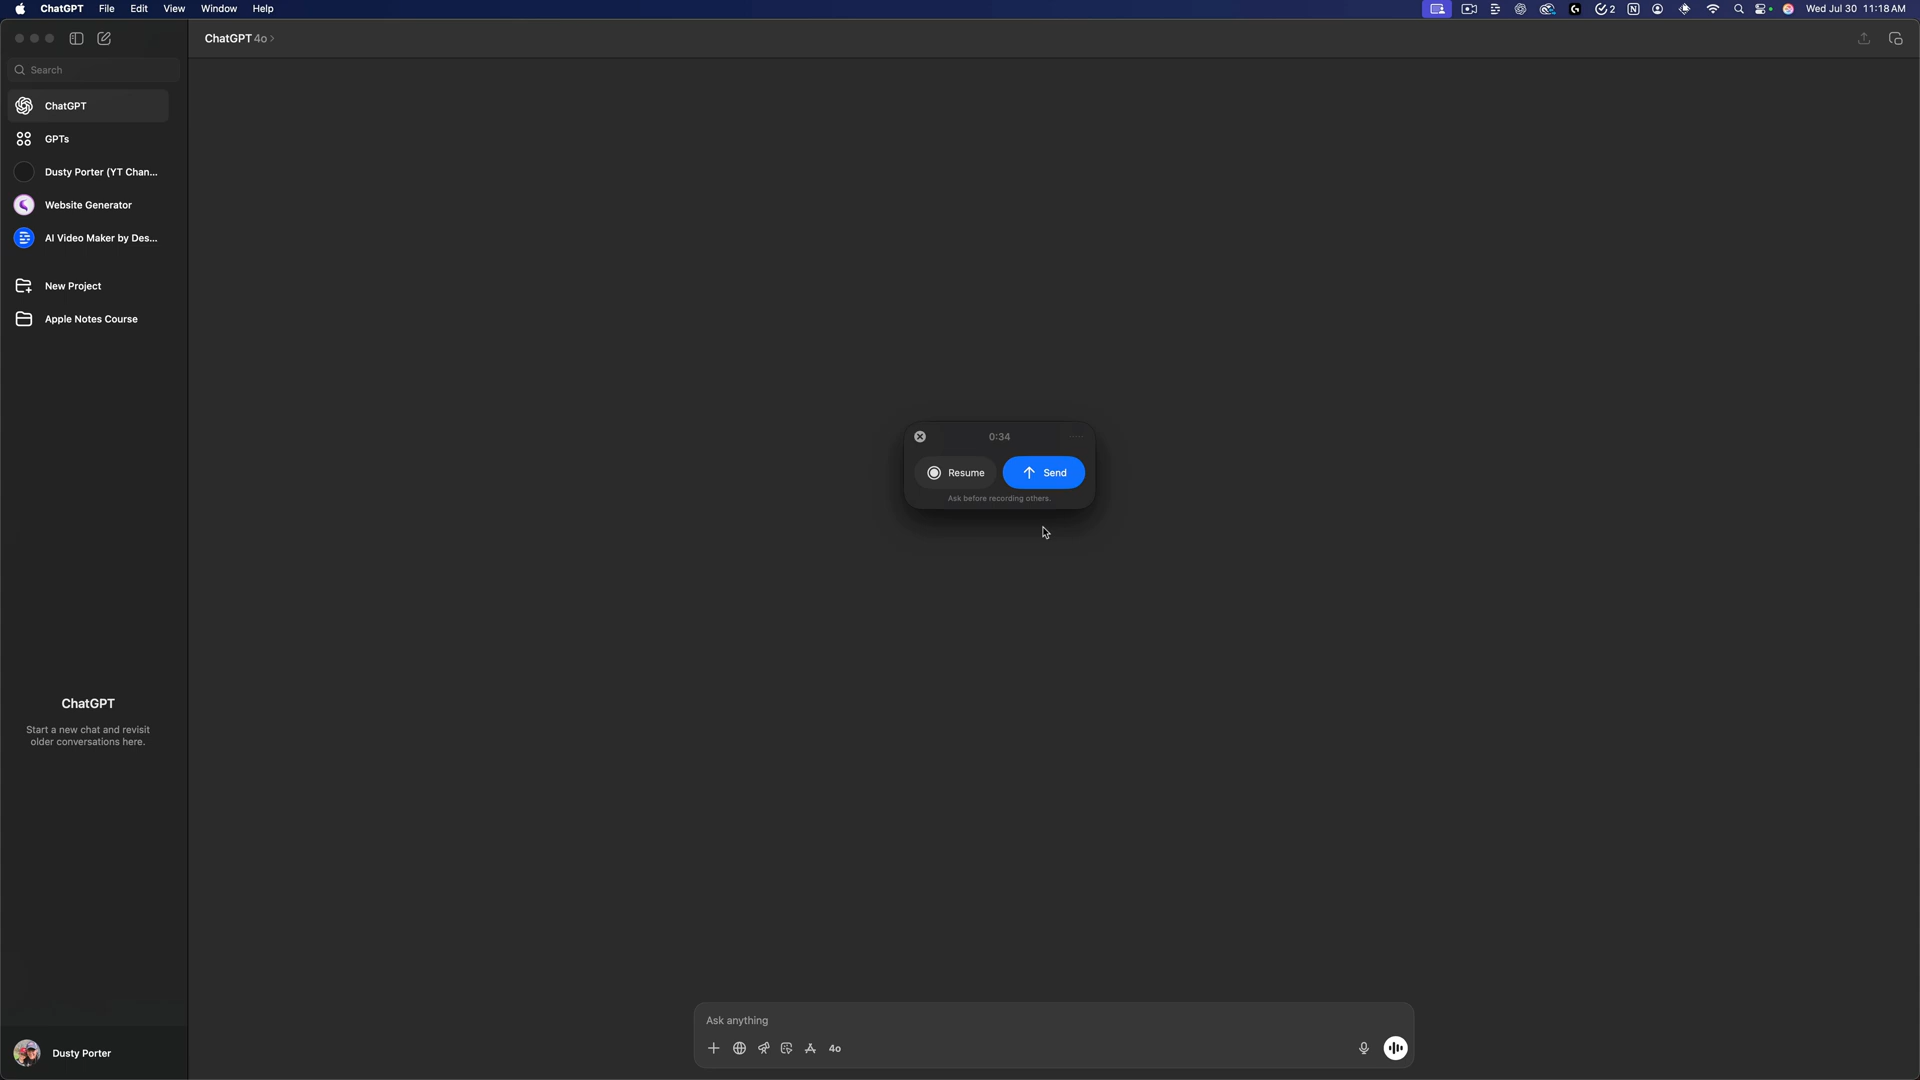 ChatGPT File Edit View Window Help
2
Wed Jul 30 11:18 AM
ChatGPT 4o >
Search
ChatGPT
GPTs
Dusty Porter (YT Chan...
Website Generator
AI Video Maker by Des...
New Project
Apple Notes Course
0:34
Resume
Send
Ask before recording others.
ChatGPT
Start a new chat and revisit
older conversations here.
Ask anything
4o
Dusty Porter